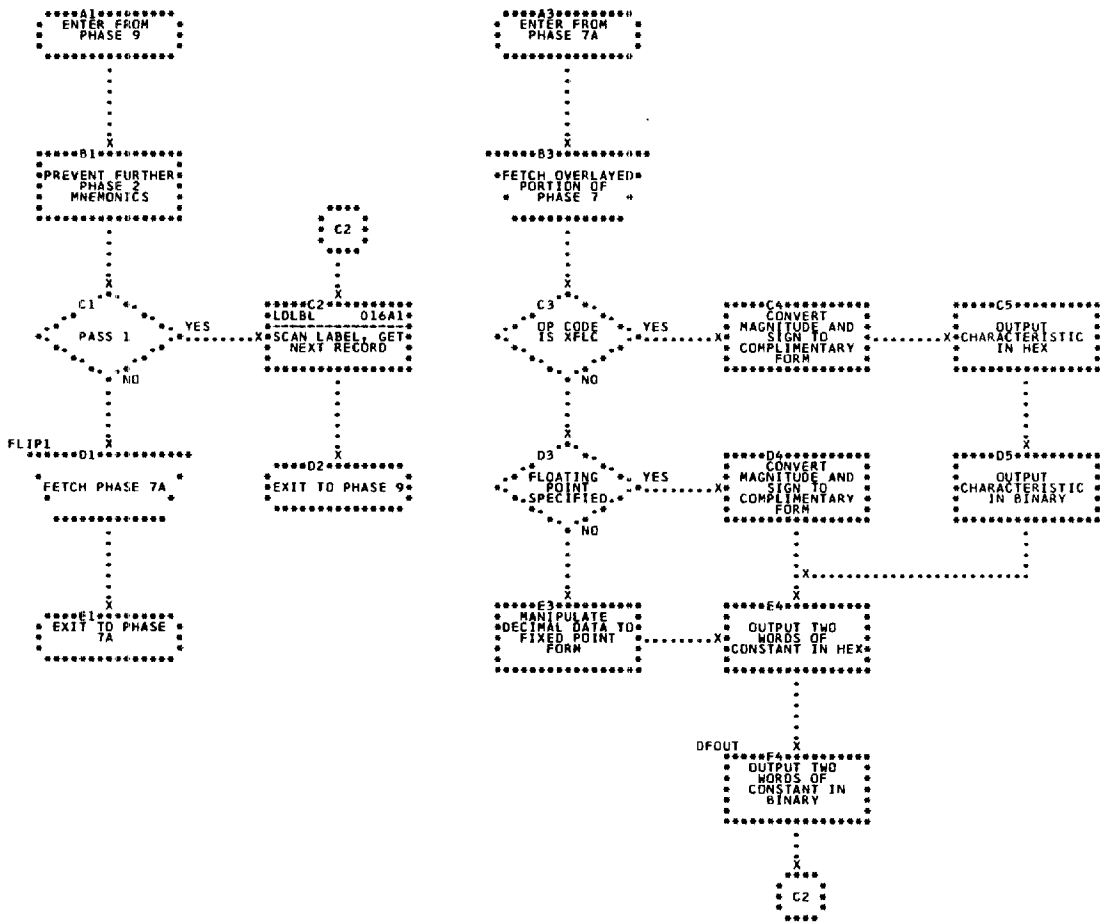 A1
ENTER FROM
PHASE 9
B1
PREVENT FURTHER
PHASE 2
MNEMONICS
C1
PASS 1
YES
NO
C2
C2
LDLBL 016A1
SCAN LABEL, GET
NEXT RECORD
D2
EXIT TO PHASE 9
FLIP1
D1
FETCH PHASE 7A
E1
EXIT TO PHASE
7A
A3
ENTER FROM
PHASE 7A
B3
FETCH OVERLAYED
PORTION OF
PHASE 7
C3
OP CODE
IS XFLC
YES
NO
C4
CONVERT
MAGNITUDE AND
SIGN TO
COMPLIMENTARY
FORM
C5
OUTPUT
CHARACTERISTIC
IN HEX
D3
FLOATING
POINT
SPECIFIED
YES
NO
D4
CONVERT
MAGNITUDE AND
SIGN TO
COMPLIMENTARY
FORM
D5
OUTPUT
CHARACTERISTIC
IN BINARY
E3
MANIPULATE
DECIMAL DATA TO
FIXED POINT
FORM
E4
OUTPUT TWO
WORDS OF
CONSTANT IN HEX
DFOUT
F4
OUTPUT TWO
WORDS OF
CONSTANT IN
BINARY
C2